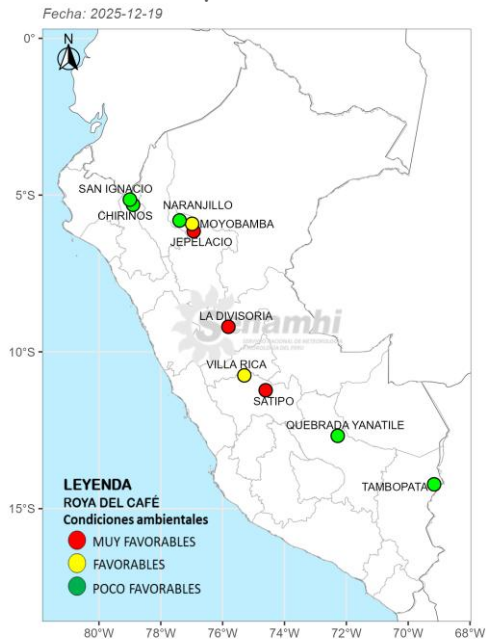 Fecha: 2025-12-19
N
0°
5°S
10°S
15°S
SAN IGNACIO
CHIRINOS
NARANJILLO
MOYOBAMBA
JEPELACIO
LA DIVISORIA
Senamhi
VILLA RICA
SATIPO
QUEBRADA YANATILE
TAMBOPATA
LEYENDA
ROYA DEL CAFÉ
Condiciones ambientales
MUY FAVORABLES
FAVORABLES
POCO FAVORABLES
80°W 77°W 76°W 74°W 72°W 70°W 68°W